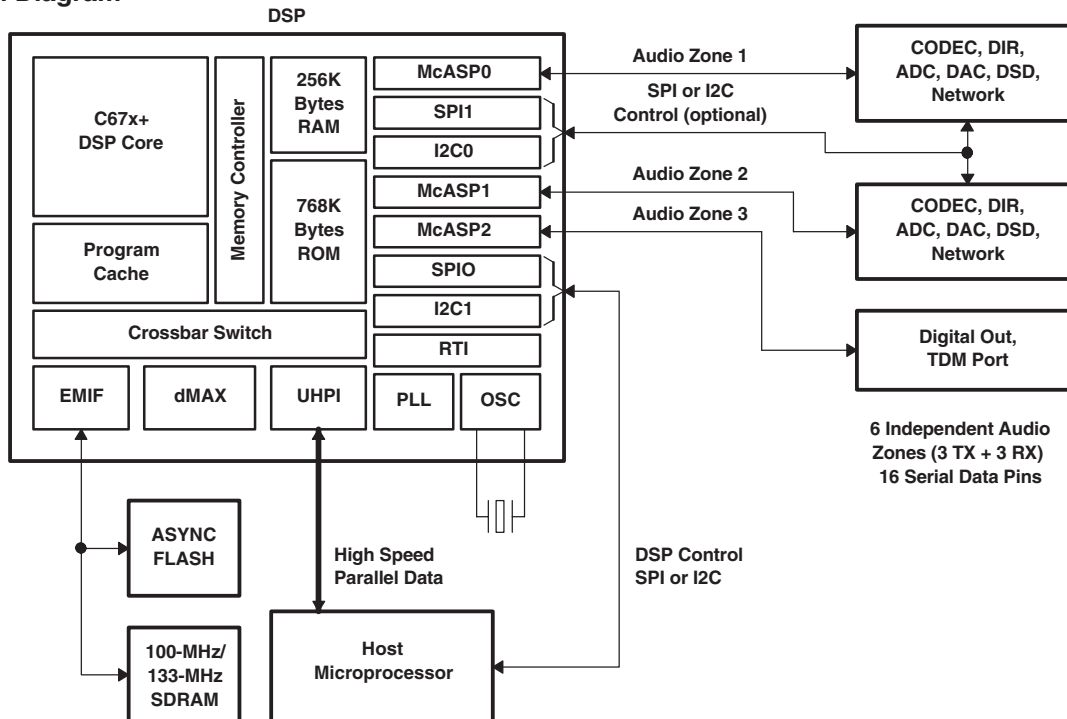 DSP
C67x+
DSP Core
Program
Cache
Memory Controller
256K
Bytes
RAM
768K
Bytes
ROM
McASP0
SPI1
I2C0
McASP1
McASP2
SPIO
I2C1
RTI
Crossbar Switch
EMIF
dMAX
UHPI
PLL
OSC
Audio Zone 1
SPI or I2C
Control (optional)
Audio Zone 2
Audio Zone 3
CODEC, DIR,
ADC, DAC, DSD,
Network
CODEC, DIR,
ADC, DAC, DSD,
Network
Digital Out,
TDM Port
6 Independent Audio
Zones (3 TX + 3 RX)
16 Serial Data Pins
ASYNC
FLASH
High Speed
Parallel Data
DSP Control
SPI or I2C
100-MHz/
133-MHz
SDRAM
Host
Microprocessor